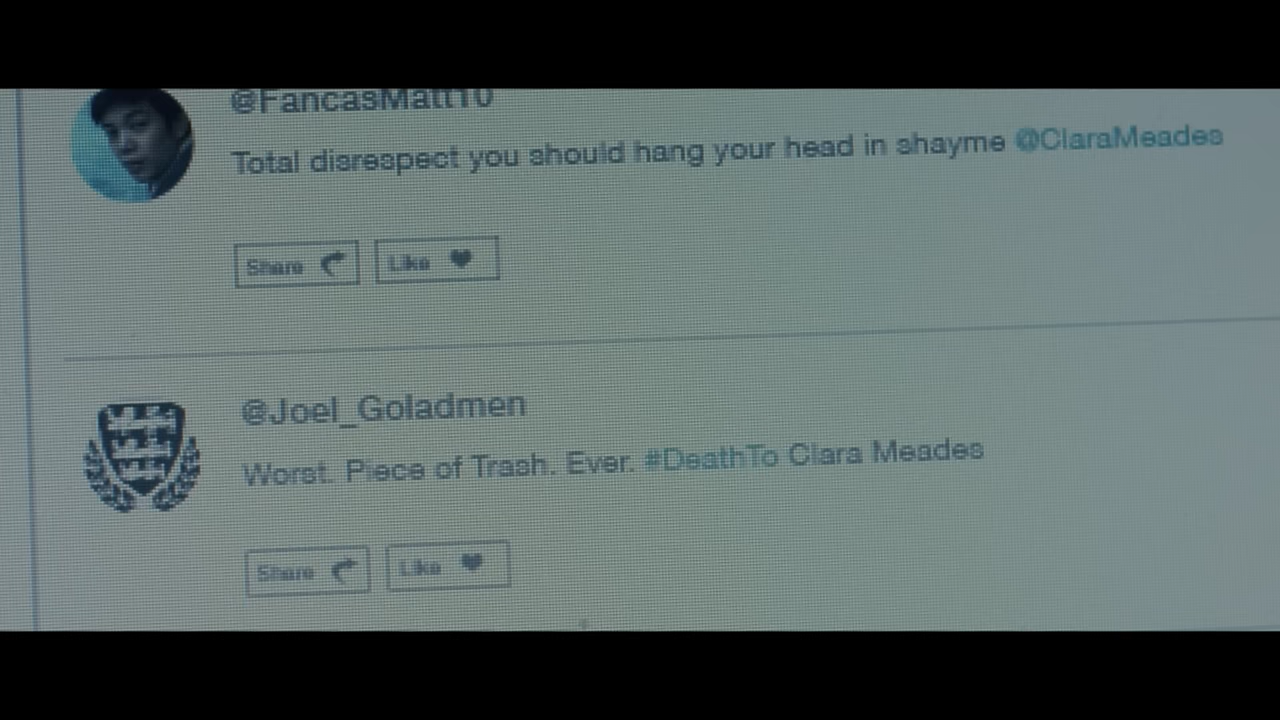 @FancasMatt10
Total disrespect you should hang your head in shayme @ClaraMeades
Share Like
@Joel_Goladmen
Worst. Piece of Trash. Ever. #DeathTo Clara Meades
Share Like